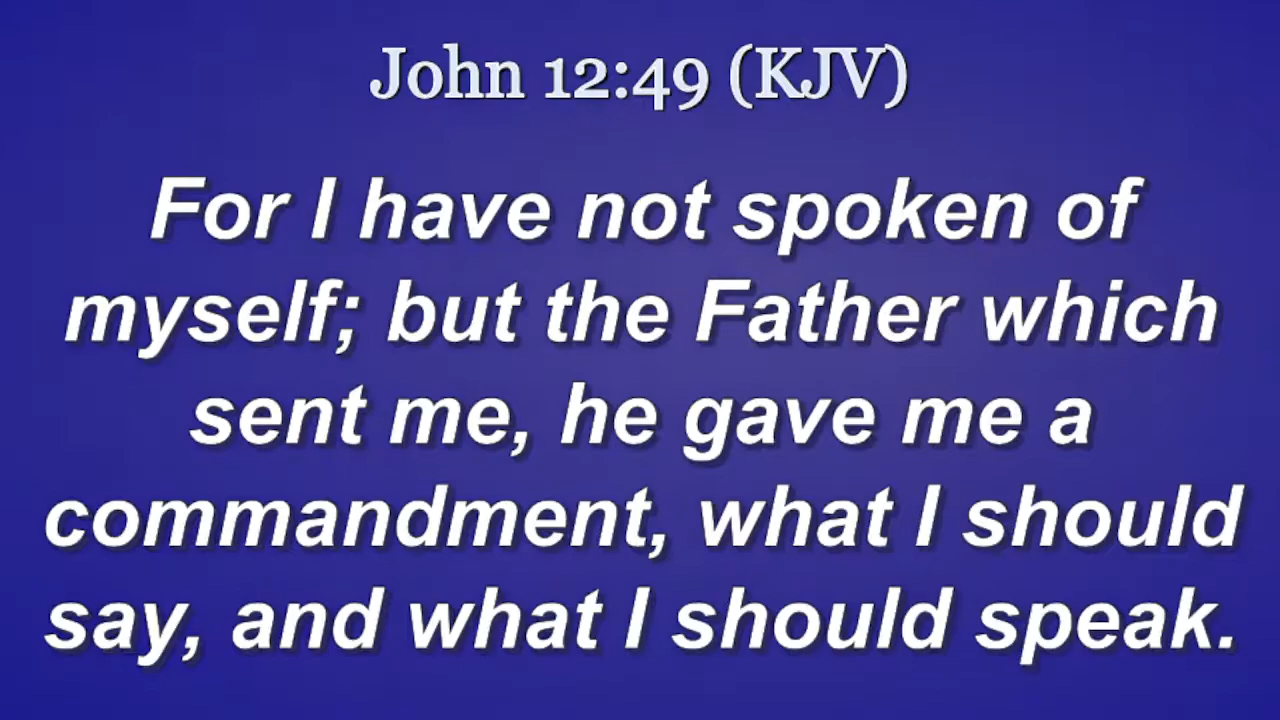 John 12:49 (KJV)
For I have not spoken of
myself; but the Father which
sent me, he gave me a
commandment, what I should
say, and what I should speak.